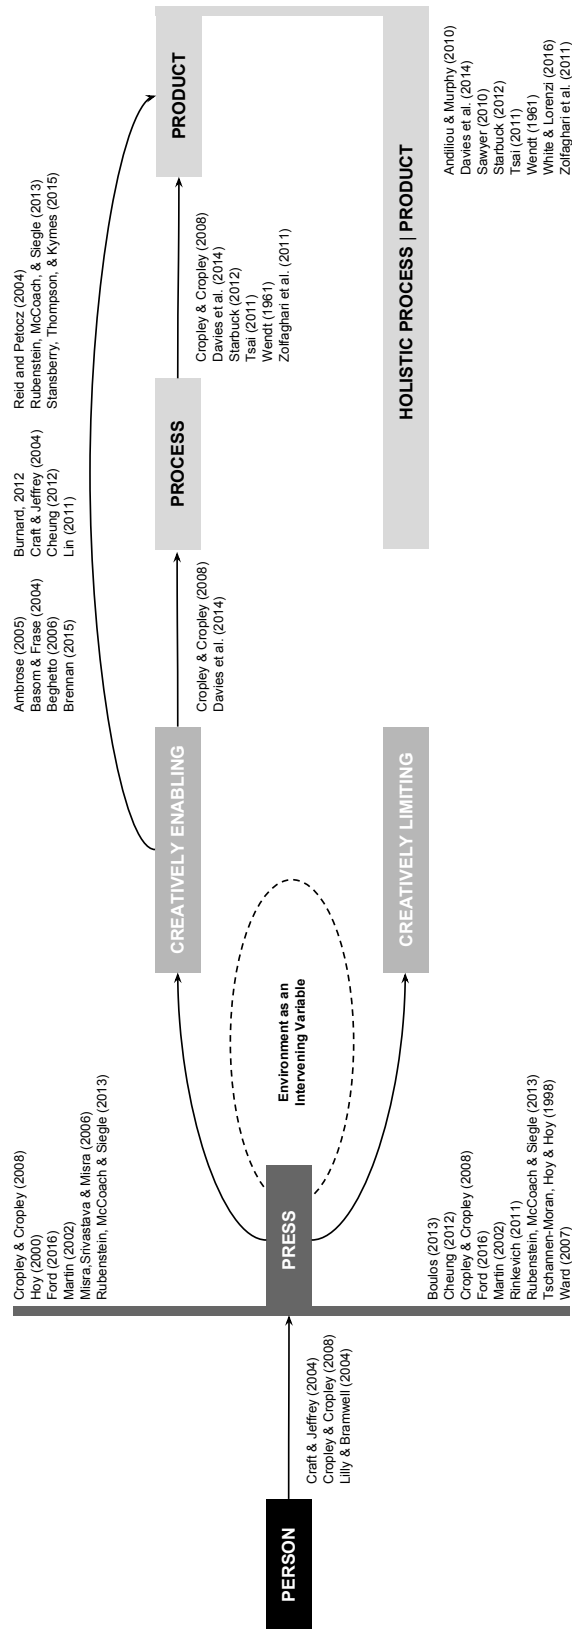 PERSON
Craft & Jeffrey (2004)
Cropley & Cropley (2008)
Lilly & Bramwell (2004)
PRESS
Cropley & Cropley (2008)
Hoy (2000)
Ford (2016)
Martin (2002)
Misra,Srivastava & Misra (2006)
Rubenstein, McCoach & Siegle (2013)
Boulos (2013)
Cheung (2012)
Cropley & Cropley (2008)
Ford (2016)
Martin (2002)
Rinkevich (2011)
Rubenstein, McCoach & Siegle (2013)
Tschannen-Moran, Hoy & Hoy (1998)
Ward (2007)
Environment as an
Intervening Variable
CREATIVELY ENABLING
CREATIVELY LIMITING
Ambrose (2005)
Basom & Frase (2004)
Beghetto (2006)
Brennan (2015)
Burnard, 2012
Craft & Jeffrey (2004)
Cheung (2012)
Lin (2011)
Reid and Petocz (2004)
Rubenstein, McCoach, & Siegle (2013)
Stansberry, Thompson, & Kymes (2015)
Cropley & Cropley (2008)
Davies et al. (2014)
PROCESS
Cropley & Cropley (2008)
Davies et al. (2014)
Starbuck (2012)
Tsai (2011)
Wendt (1961)
Zolfaghari et al. (2011)
PRODUCT
HOLISTIC PROCESS | PRODUCT
Andiliou & Murphy (2010)
Davies et al. (2014)
Sawyer (2010)
Starbuck (2012)
Tsai (2011)
Wendt (1961)
White & Lorenzi (2016)
Zolfaghari et al. (2011)